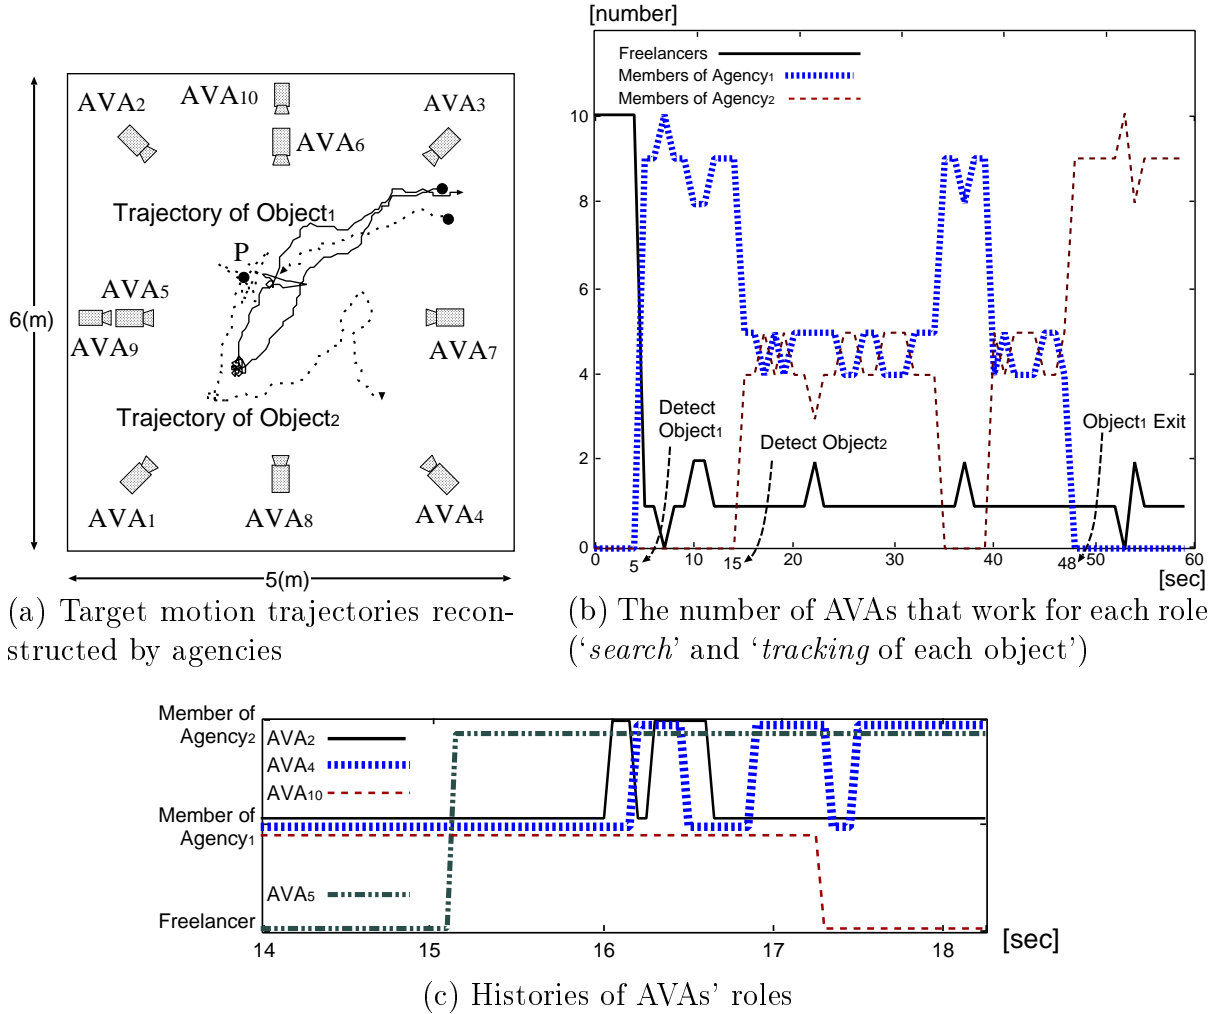 AVA2
AVA10
AVA3
AVA6
Trajectory of Object1
P
AVA5
AVA9
AVA7
6(m)
Trajectory of Object2
AVA1
AVA8
AVA4
5(m)
(a) Target motion trajectories recon-
structed by agencies
[number]
Freelancers
Members of Agency1
Members of Agency2
10
8
6
4
2
0
Detect
Object1
Detect Object2
Object1 Exit
0
5
15
20
30
40
48
50
60
[sec]
(b) The number of AVAs that work for each role
(‘search’ and ‘tracking of each object’)
Member of
Agency2
Member of
Agency1
Freelancer
AVA2
AVA4
AVA10
AVA5
14
15
16
17
18
[sec]
(c) Histories of AVAs’ roles